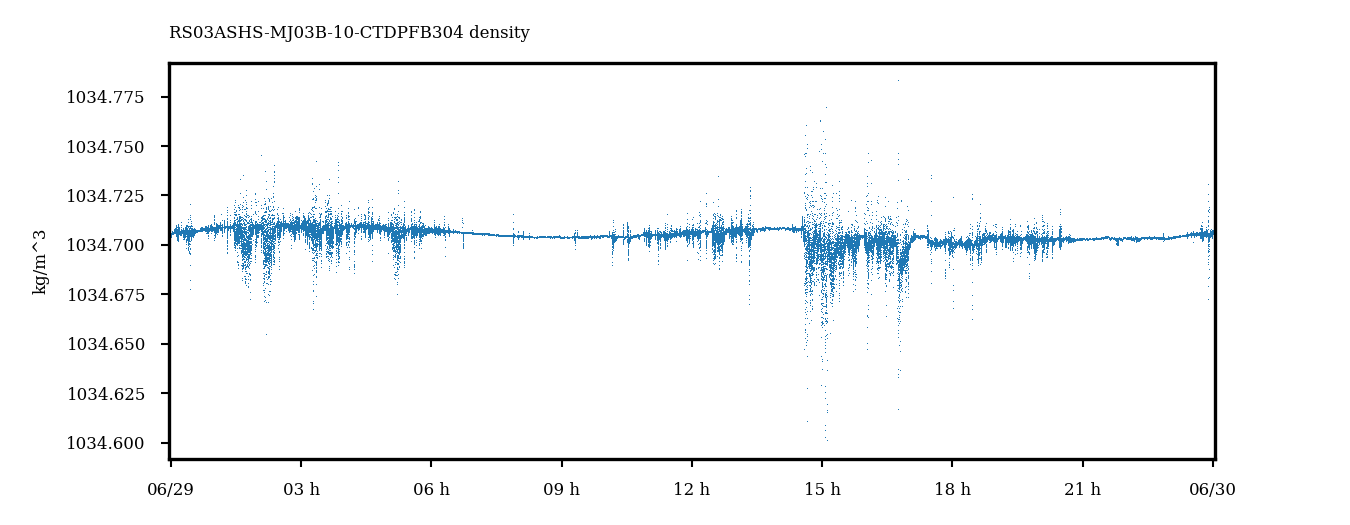 RS03ASHS-MJ03B-10-CTDPFB304 density
1034.775
1034.750
1034.725
1034.700
1034.675
1034.650
1034.625
1034.600
kg/m^3
06/29
03 h
06 h
09 h
12 h
15 h
18 h
21 h
06/30